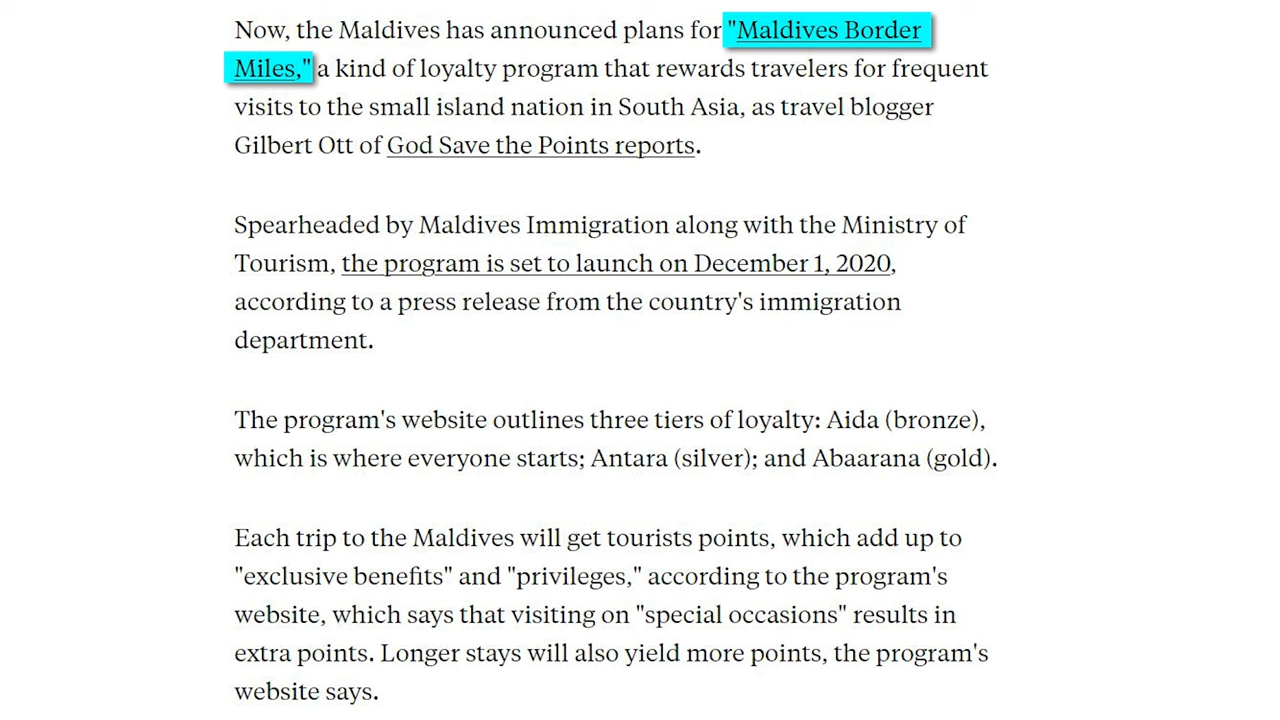 Now, the Maldives has announced plans for "Maldives Border
Miles," a kind of loyalty program that rewards travelers for frequent
visits to the small island nation in South Asia, as travel blogger
Gilbert Ott of God Save the Points reports.
Spearheaded by Maldives Immigration along with the Ministry of
Tourism, the program is set to launch on December 1, 2020,
according to a press release from the country's immigration
department.
The program's website outlines three tiers of loyalty: Aida (bronze),
which is where everyone starts; Antara (silver); and Abaarana (gold).
Each trip to the Maldives will get tourists points, which add up to
"exclusive benefits" and "privileges," according to the program's
website, which says that visiting on "special occasions" results in
extra points. Longer stays will also yield more points, the program's
website says.